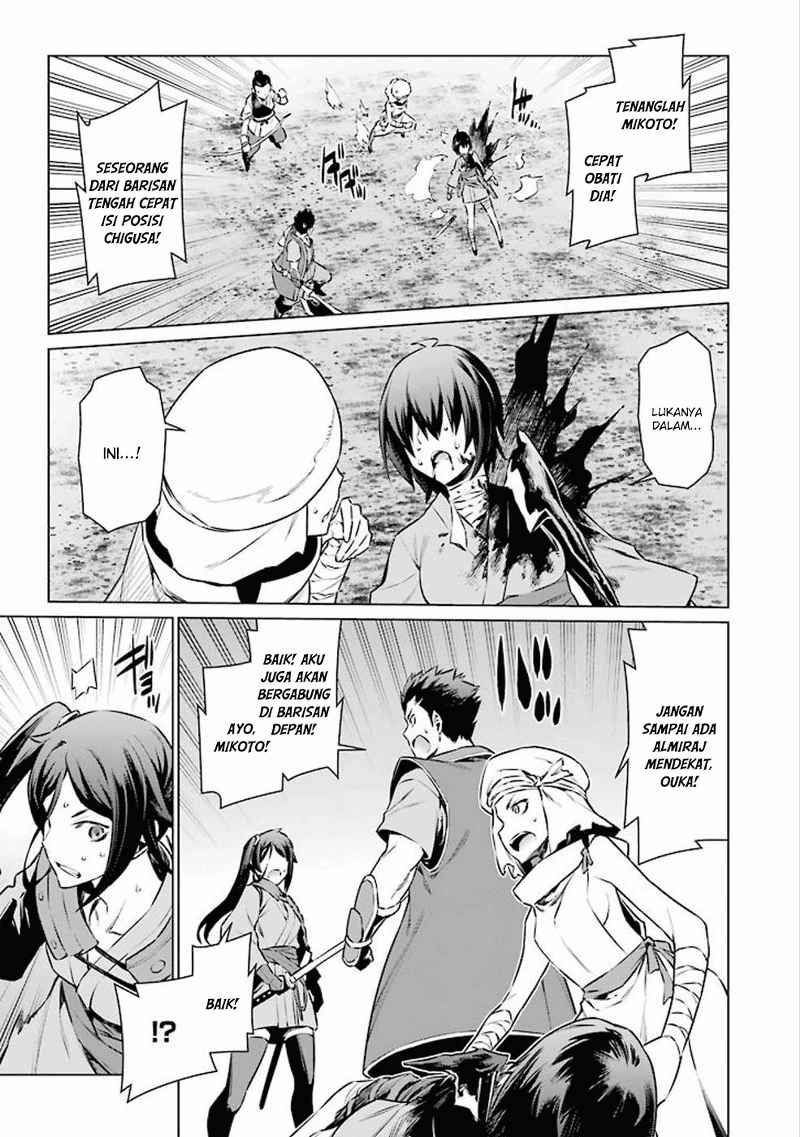 TENANGLAH
MIKOTO!
CEPAT
OBATI
DIA!
SESEORANG
DARI BARISAN
TENGAH CEPAT
ISI POSISI
CHIGUSA!
LUKANYA
DALAM...
INI...!
JANGAN
SAMPAI ADA
ALMIRAJ
MENDEKAT,
OUKA!
BAIK! AKU
JUGA AKAN
BERGABUNG
DI BARISAN
DEPAN!
AYO,
MIKOTO!
BAIK!
!?